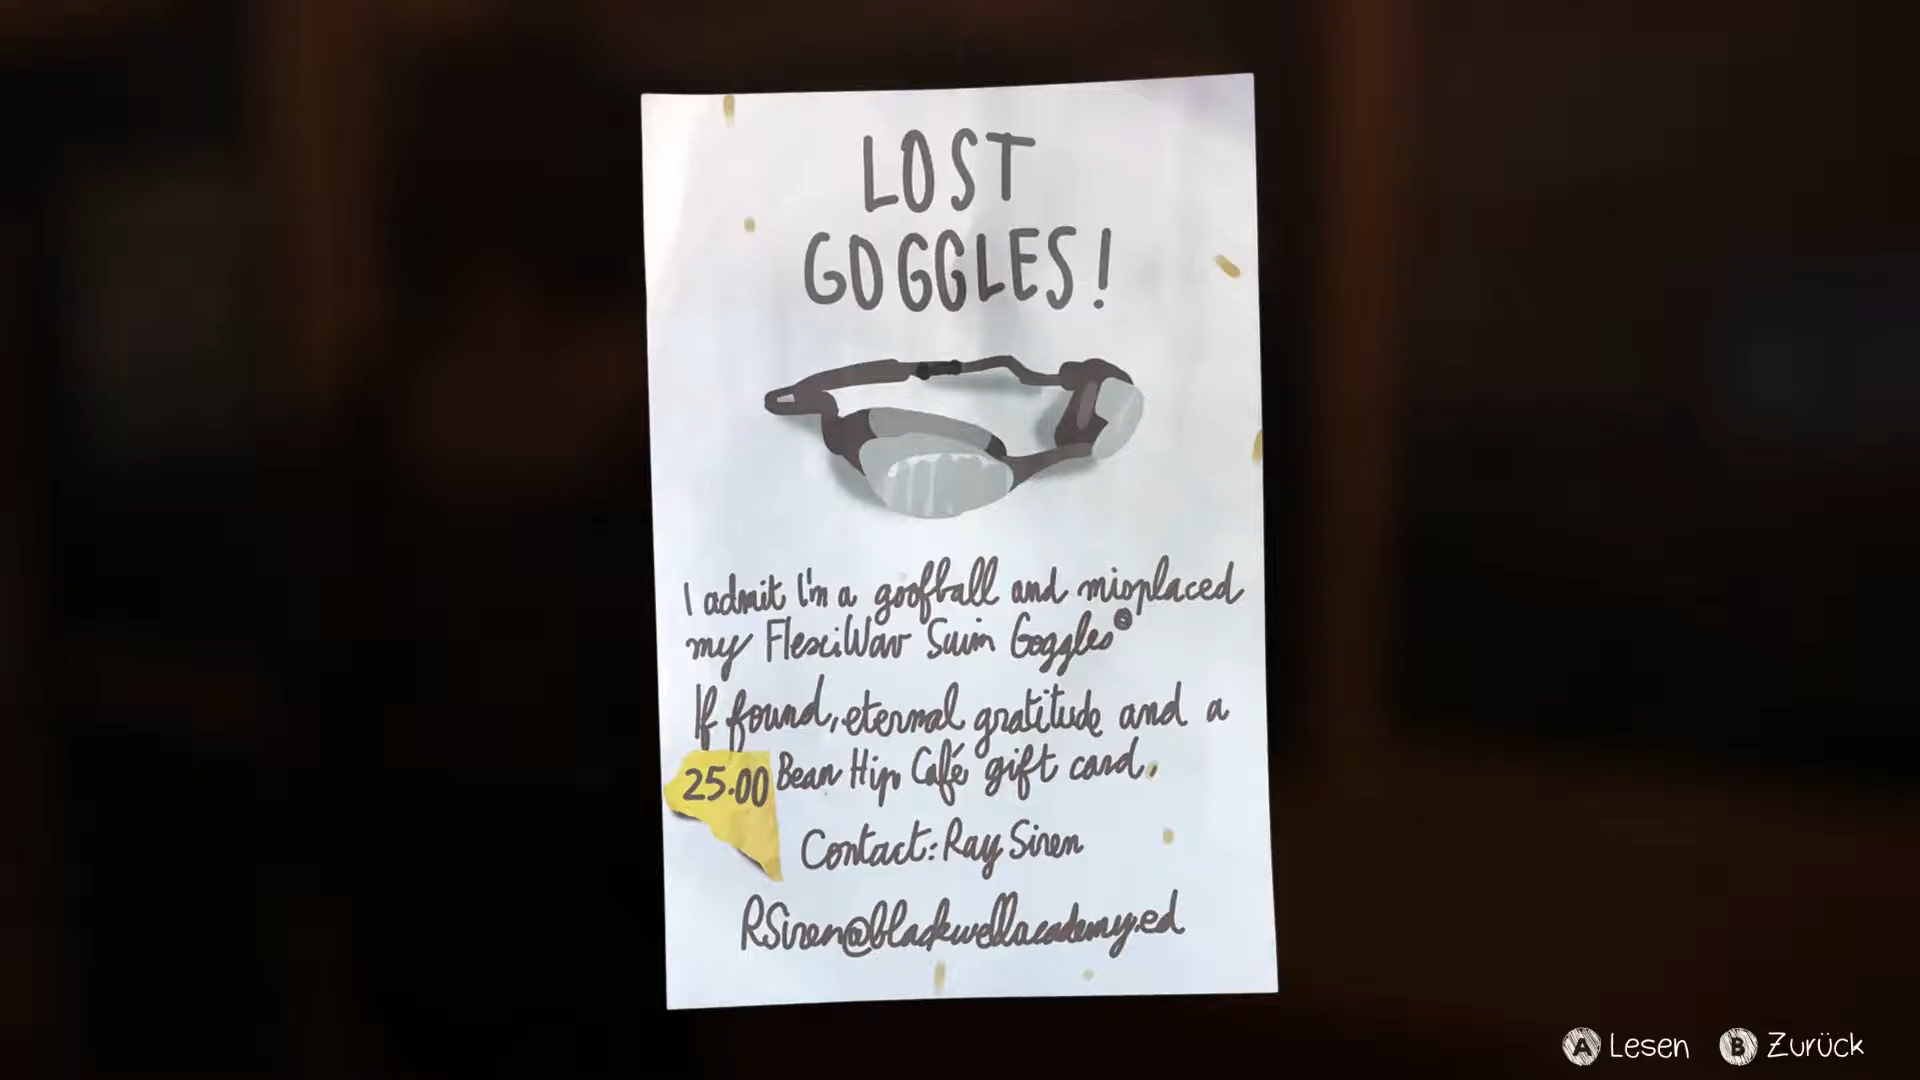 LOST
GOGGLES!
I admit I'm a goofball and misplaced
my FlexiWav Swim Goggles®
If found, eternal gratitude and a
25.00 Bean Hip Café gift card.
Contact: Ray Siren
RSiren@blackwellacademy.ed
A Lesen B Zurück